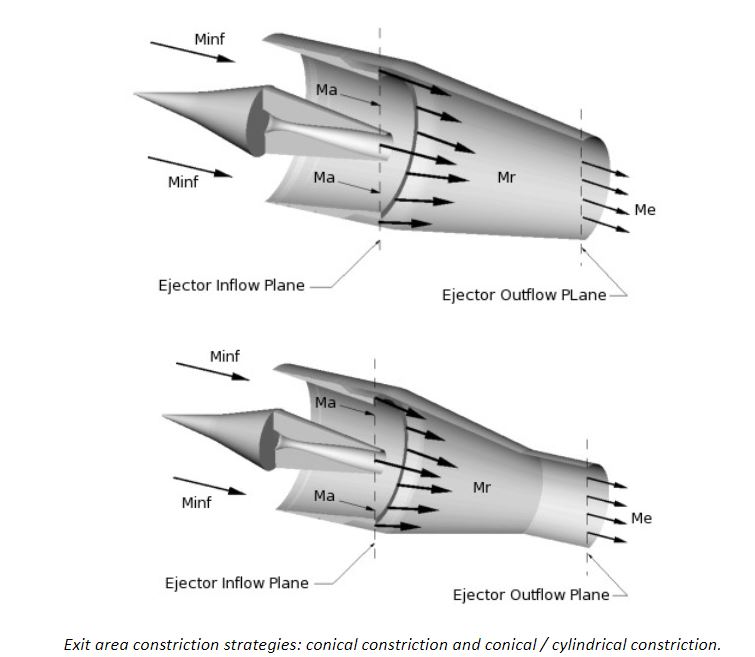 Minf
Ma
Ma
Minf
Mr
Me
Ejector Inflow Plane
Ejector Outflow PLane
Minf
Ma
Ma
Minf
Mr
Me
Ejector Inflow Plane
Ejector Outflow Plane
Exit area constriction strategies: conical constriction and conical / cylindrical constriction.